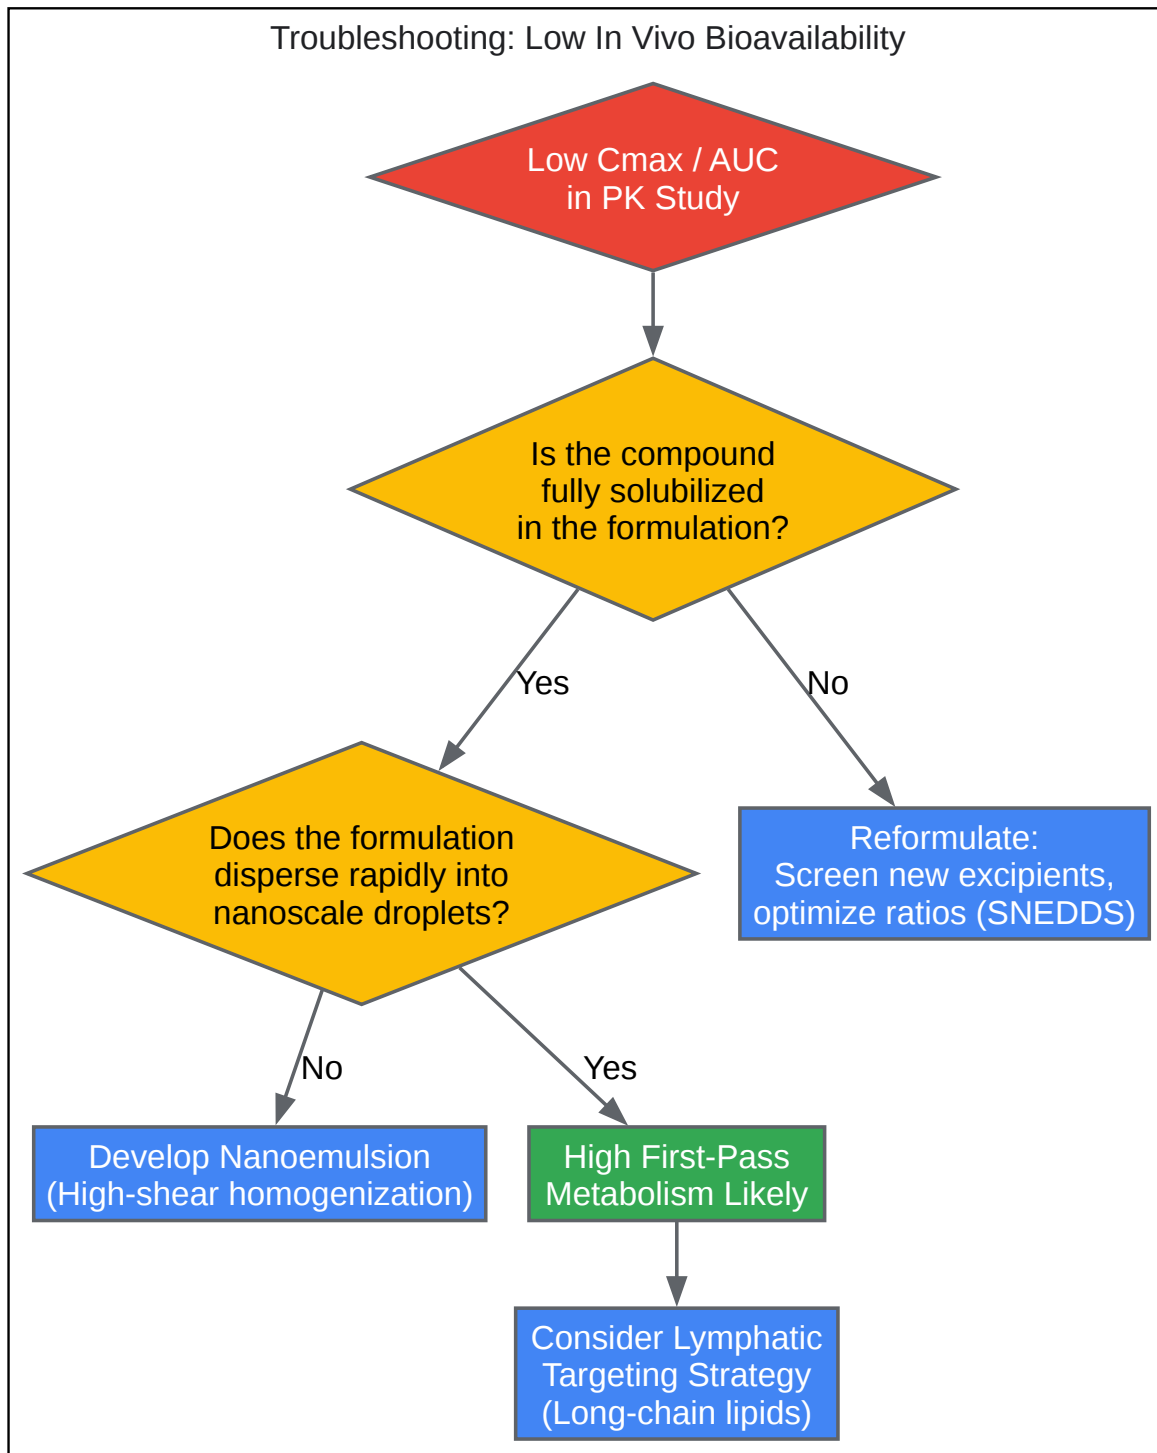 Troubleshooting: Low In Vivo Bioavailability
Low Cmax / AUC
in PK Study
Is the compound
fully solubilized
in the formulation?
Yes
No
Does the formulation
disperse rapidly into
nanoscale droplets?
Reformulate:
Screen new excipients,
optimize ratios (SNEDDS)
No
Yes
Develop Nanoemulsion
(High-shear homogenization)
High First-Pass
Metabolism Likely
Consider Lymphatic
Targeting Strategy
(Long-chain lipids)